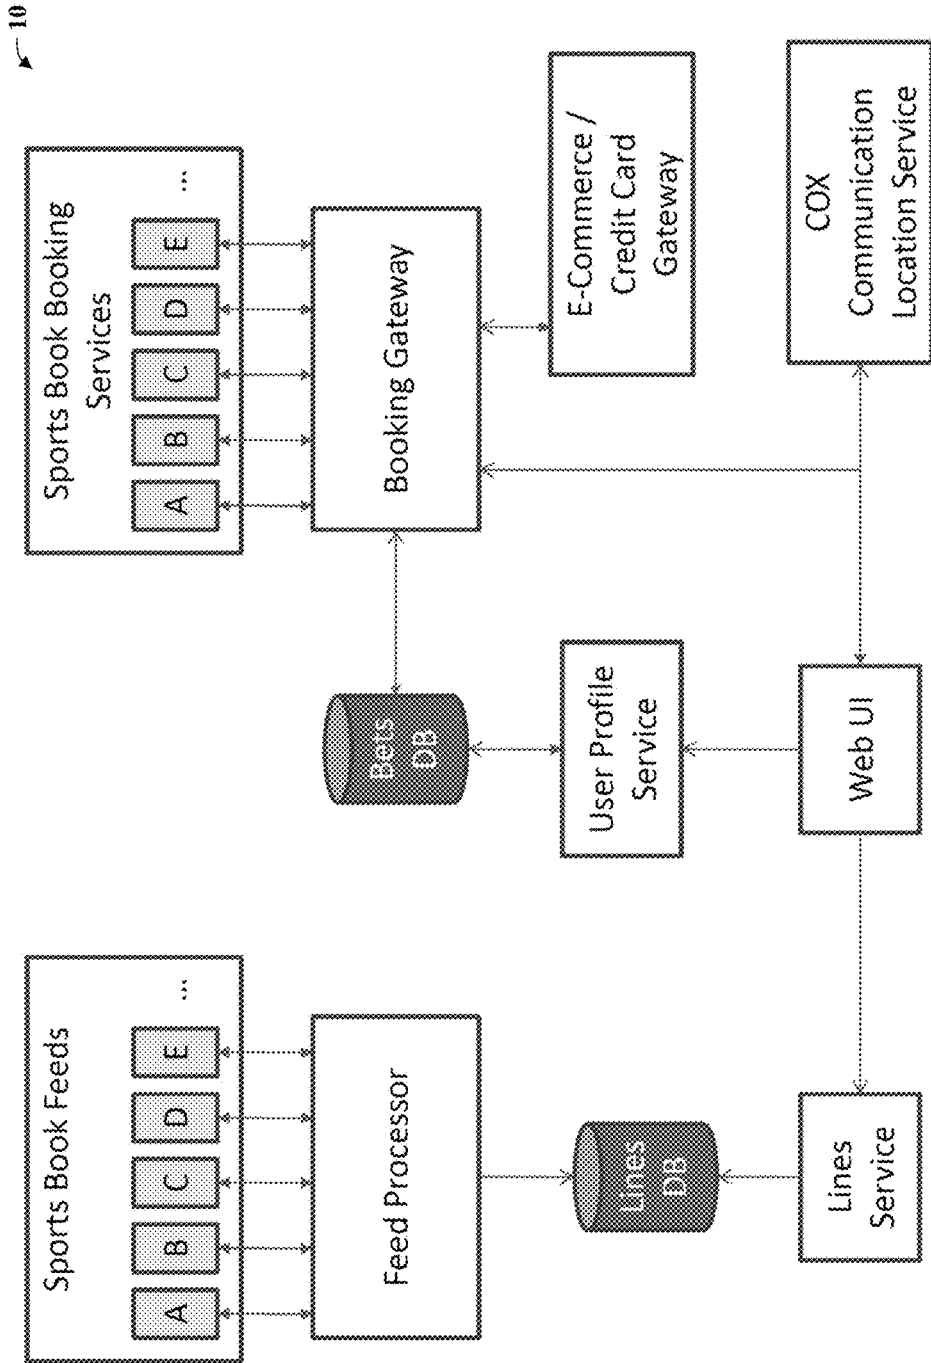 10
Sports Book Feeds
A
B
C
D
E
...
Sports Book Booking
Services
A
B
C
D
E
...
Feed Processor
Booking Gateway
Bets
DB
Lines
DB
User Profile
Service
E-Commerce /
Credit Card
Gateway
Lines
Service
Web UI
COX
Communication
Location Service